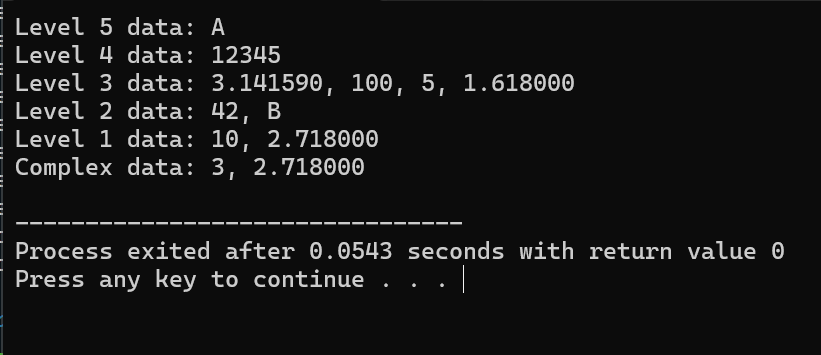 Level 5 data: A
Level 4 data: 12345
Level 3 data: 3.141590, 100, 5, 1.618000
Level 2 data: 42, B
Level 1 data: 10, 2.718000
Complex data: 3, 2.718000
--------------------------------
Process exited after 0.0543 seconds with return value 0
Press any key to continue . . .